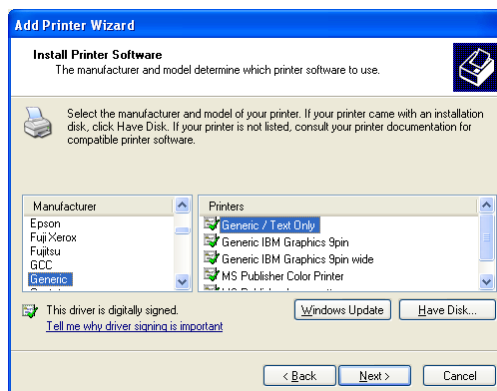 Add Printer Wizard
Install Printer Software
The manufacturer and model determine which printer software to use.
Select the manufacturer and model of your printer. If your printer came with an installation
disk, click Have Disk. If your printer is not listed, consult your printer documentation for
compatible printer software.
Manufacturer
Epson
Fuji Xerox
Fujitsu
GCC
Generic
Printers
Generic / Text Only
Generic IBM Graphics 9pin
Generic IBM Graphics 9pin wide
MS Publisher Color Printer
This driver is digitally signed.
Tell me why driver signing is important
Windows Update
Have Disk...
< Back
Next >
Cancel